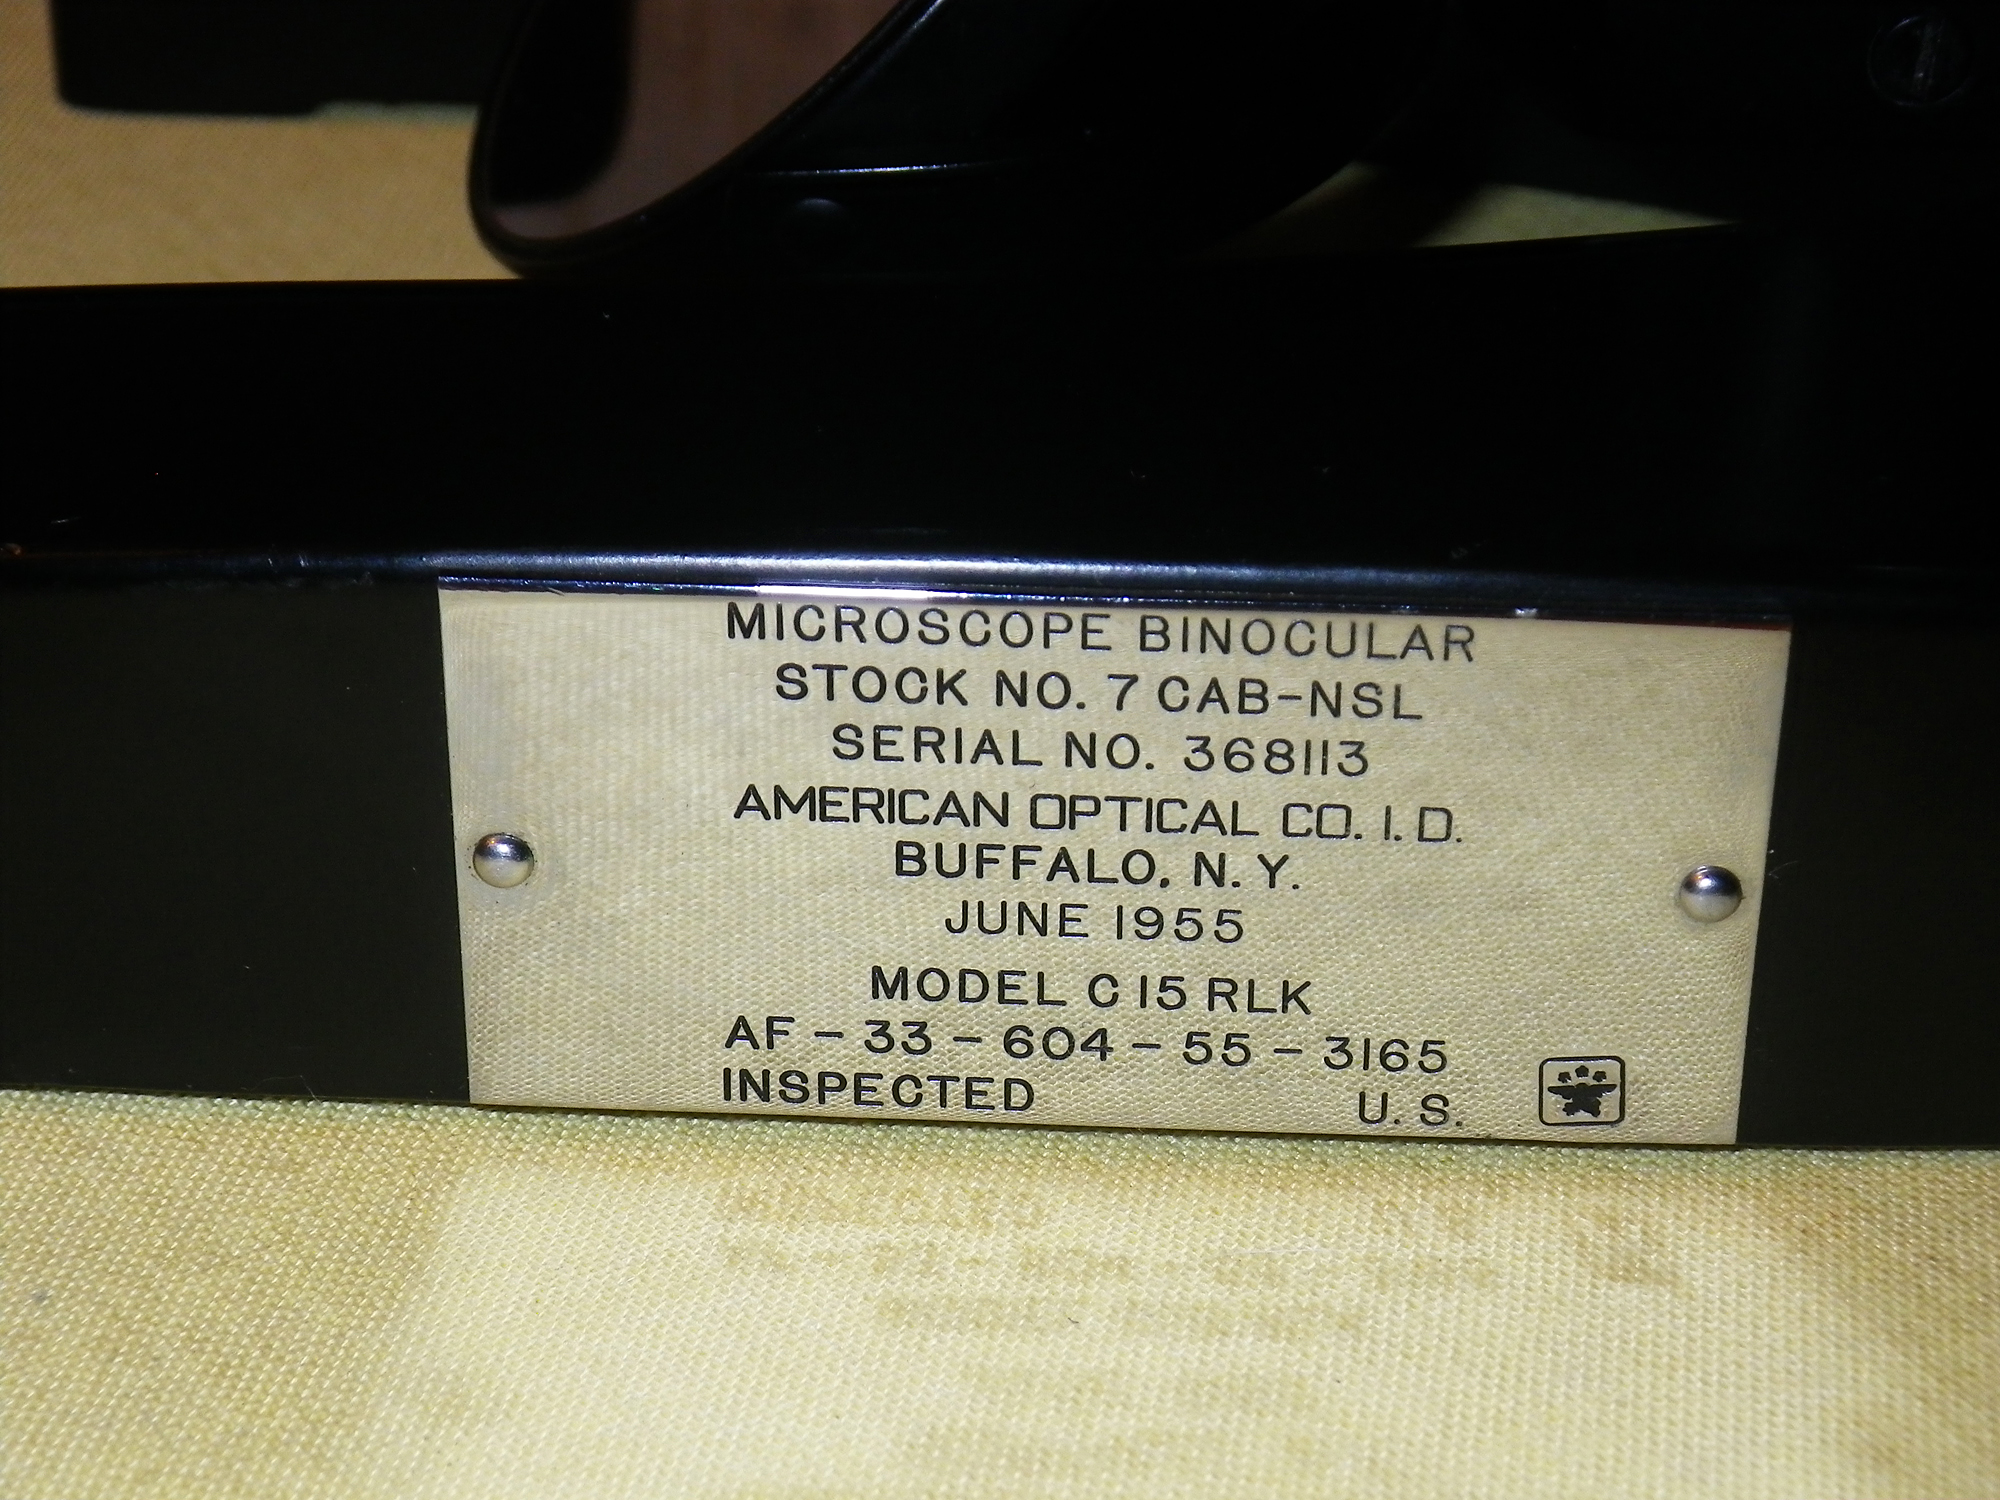 MICROSCOPE BINOCULAR
STOCK NO. 7 CAB-NSL
SERIAL NO. 368113
AMERICAN OPTICAL CO. I. D.
BUFFALO, N. Y.
JUNE 1955
MODEL C 15 RLK
AF - 33 - 604 - 55 - 3165
INSPECTED U. S.